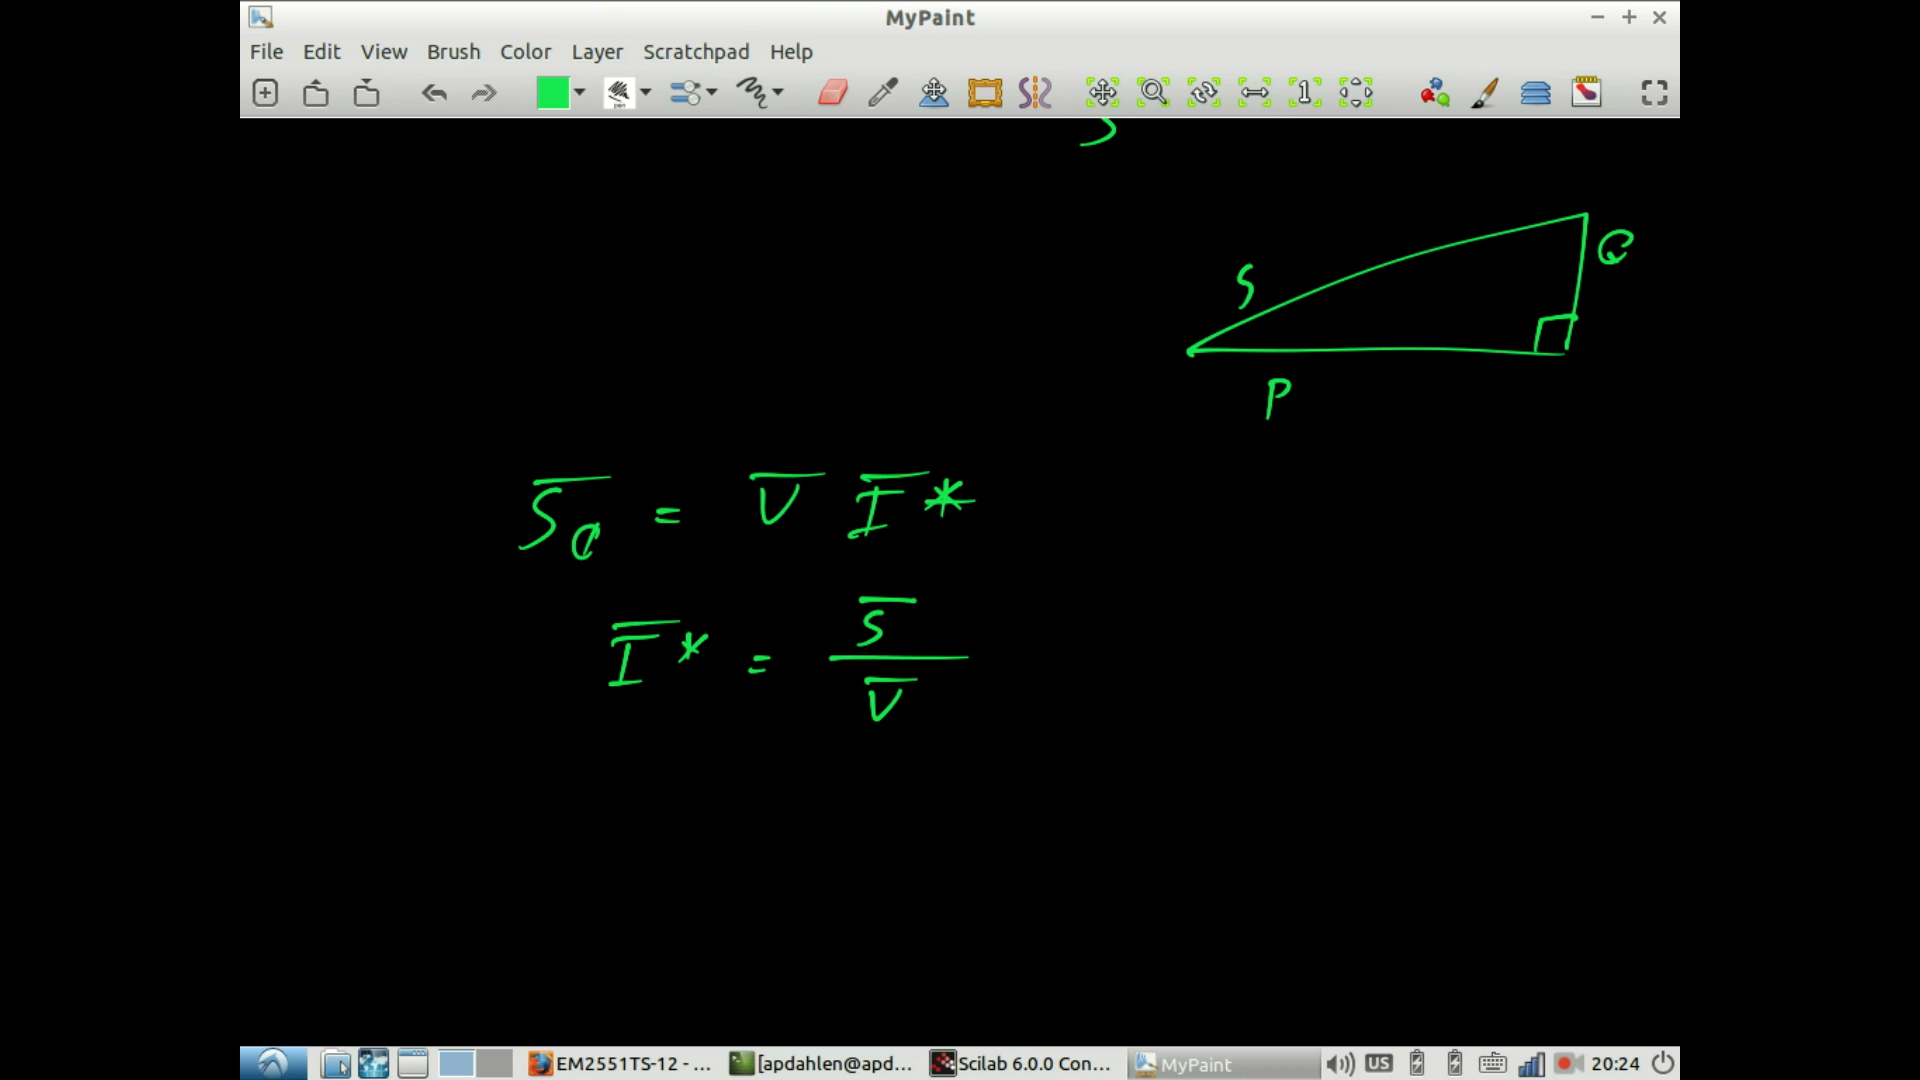 MyPaint
File Edit View Brush Color Layer Scratchpad Help
S
Q
P
S̅ = V̅ I̅*
I̅* = S̅ / V̅
EM2551TS-12 - ... [apdahlen@apd... Scilab 6.0.0 Con... MyPaint US 20:24